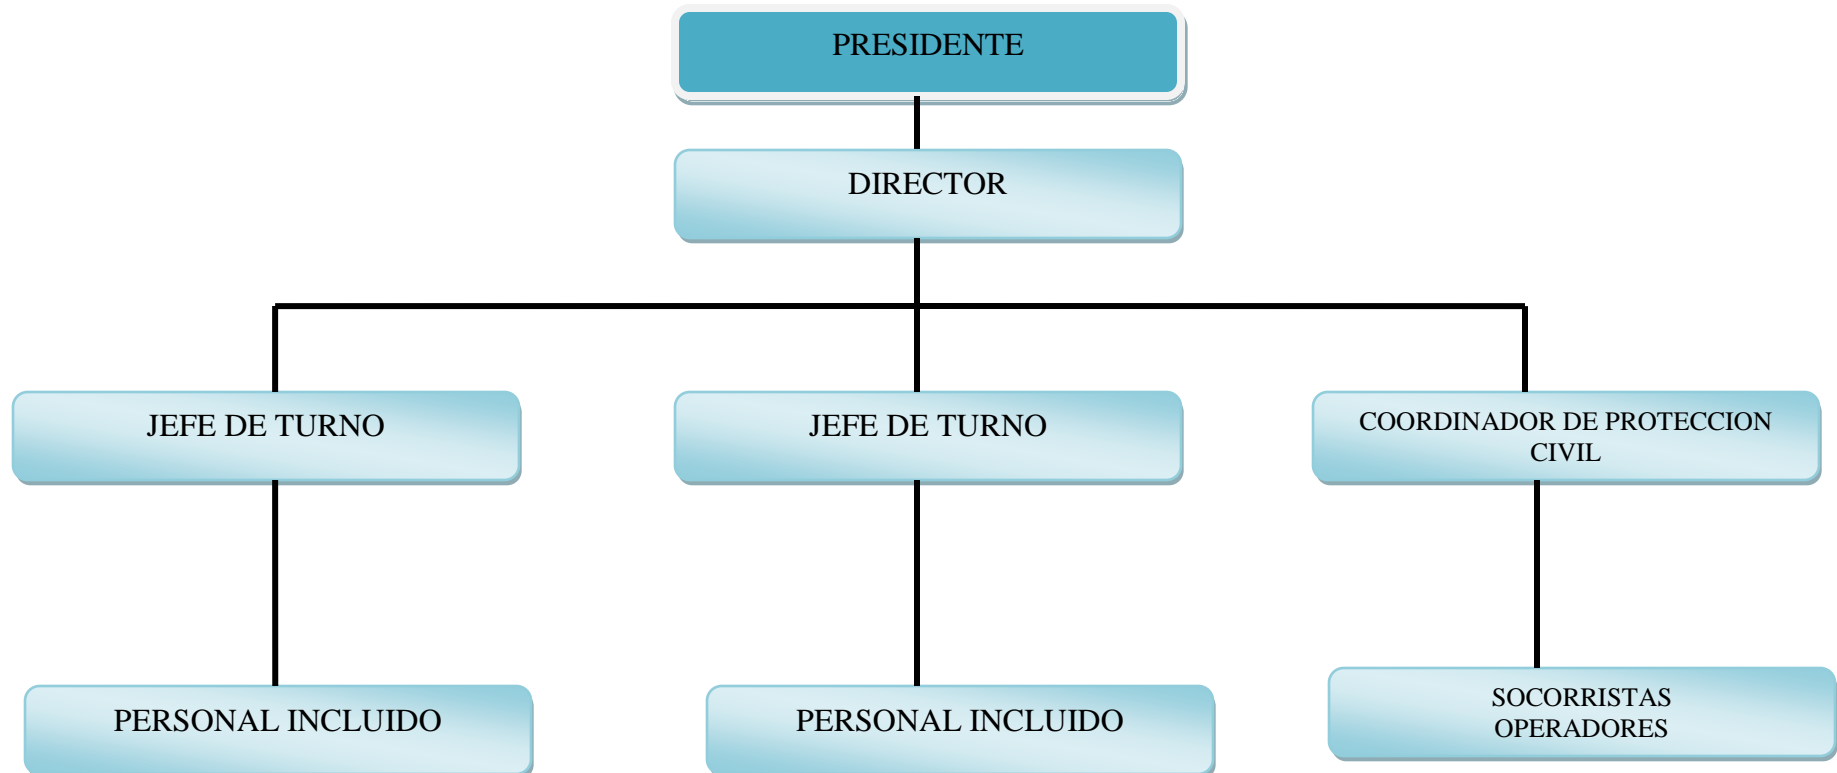 PRESIDENTE
DIRECTOR
JEFE DE TURNO
JEFE DE TURNO
COORDINADOR DE PROTECCION
CIVIL
PERSONAL INCLUIDO
PERSONAL INCLUIDO
SOCORRISTAS
OPERADORES